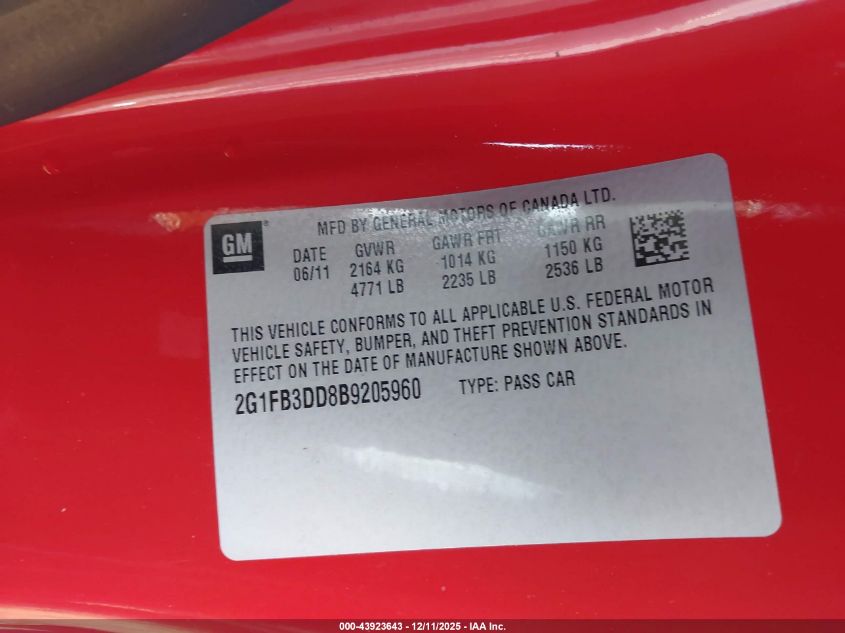 GM
®
MFD BY GENERAL MOTORS OF CANADA LTD.
DATE GVWR GAWR FRT GAWR RR
06/11 2164 KG 1014 KG 1150 KG
4771 LB 2235 LB 2536 LB
THIS VEHICLE CONFORMS TO ALL APPLICABLE U.S. FEDERAL MOTOR
VEHICLE SAFETY, BUMPER, AND THEFT PREVENTION STANDARDS IN
EFFECT ON THE DATE OF MANUFACTURE SHOWN ABOVE.
2G1FB3DD8B9205960 TYPE: PASS CAR
000-43923643 - 12/11/2025 - IAA Inc.